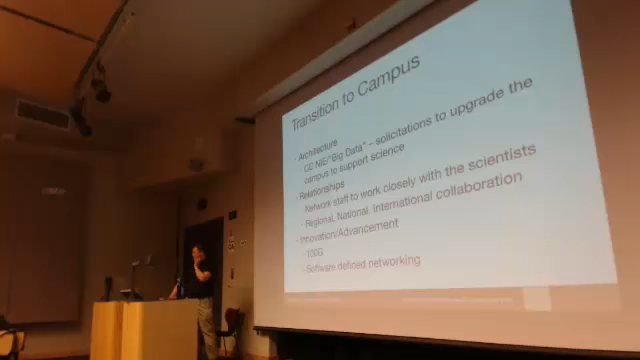 Transition to Campus
· Architecture
· CC NIE/"Big Data" – solicitations to upgrade the
campus to support science
· Relationships
· Network staff to work closely with the scientists
· Regional, National, International collaboration
· Innovation/Advancement
· 100G
· Software-defined networking